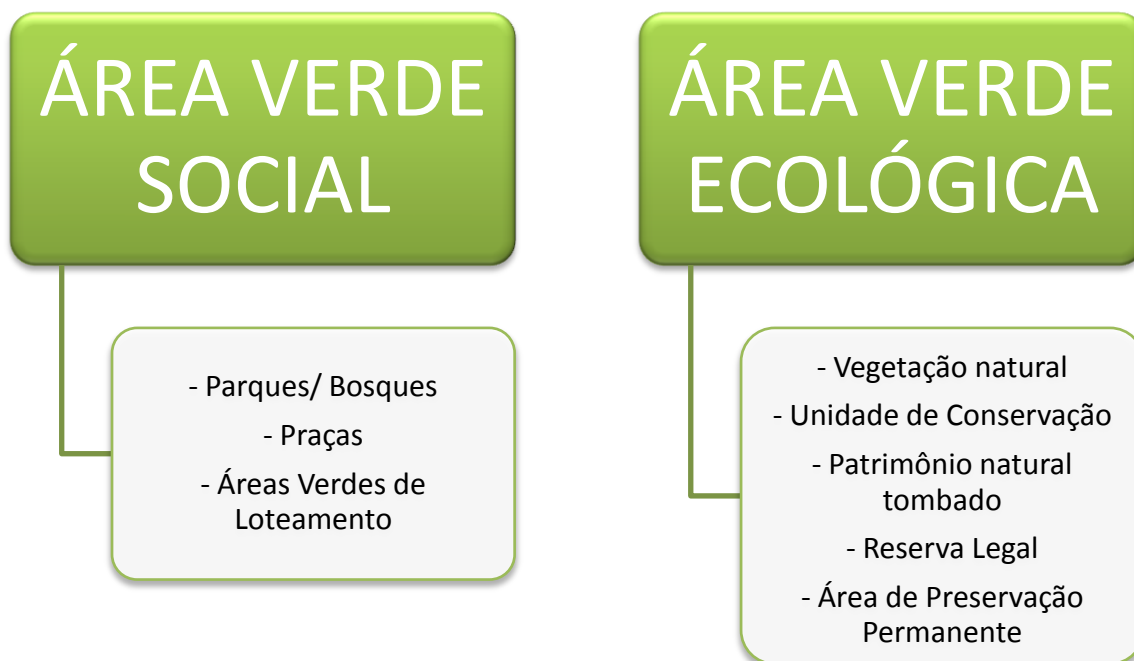 ÁREA VERDE
SOCIAL
- Parques/ Bosques
- Praças
- Áreas Verdes de
Loteamento
ÁREA VERDE
ECOLÓGICA
- Vegetação natural
- Unidade de Conservação
- Patrimônio natural
tombado
- Reserva Legal
- Área de Preservação
Permanente